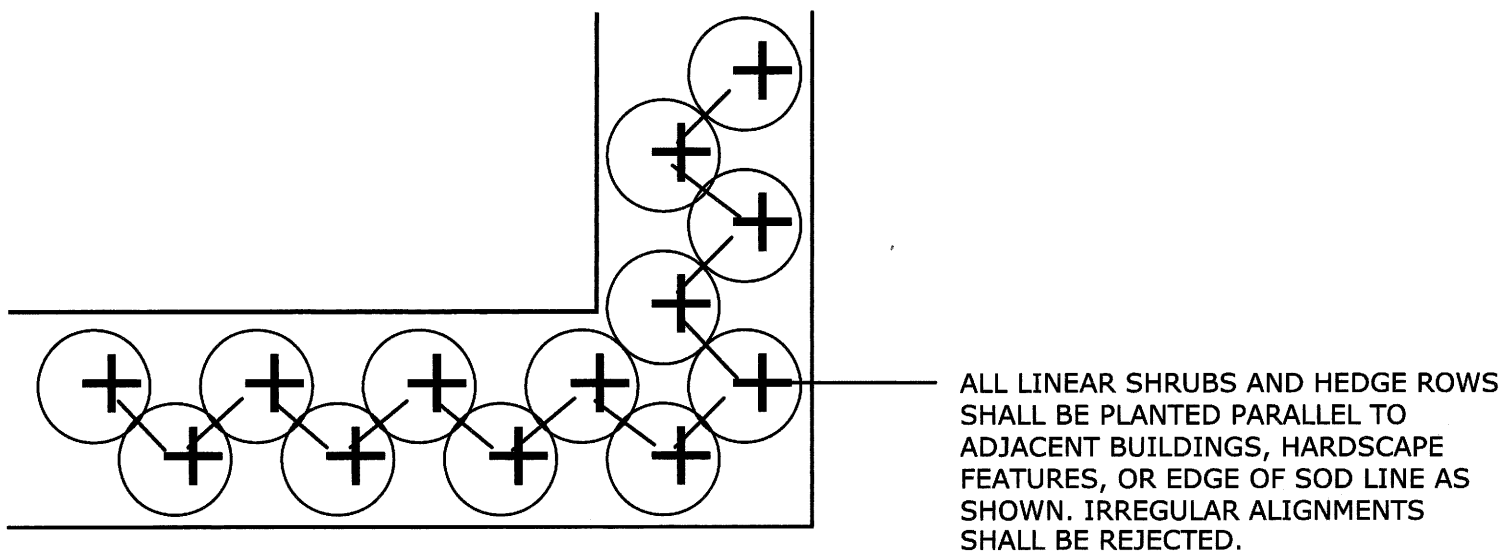 ALL LINEAR SHRUBS AND HEDGE ROWS
SHALL BE PLANTED PARALLEL TO
ADJACENT BUILDINGS, HARDSCAPE
FEATURES, OR EDGE OF SOD LINE AS
SHOWN. IRREGULAR ALIGNMENTS
SHALL BE REJECTED.